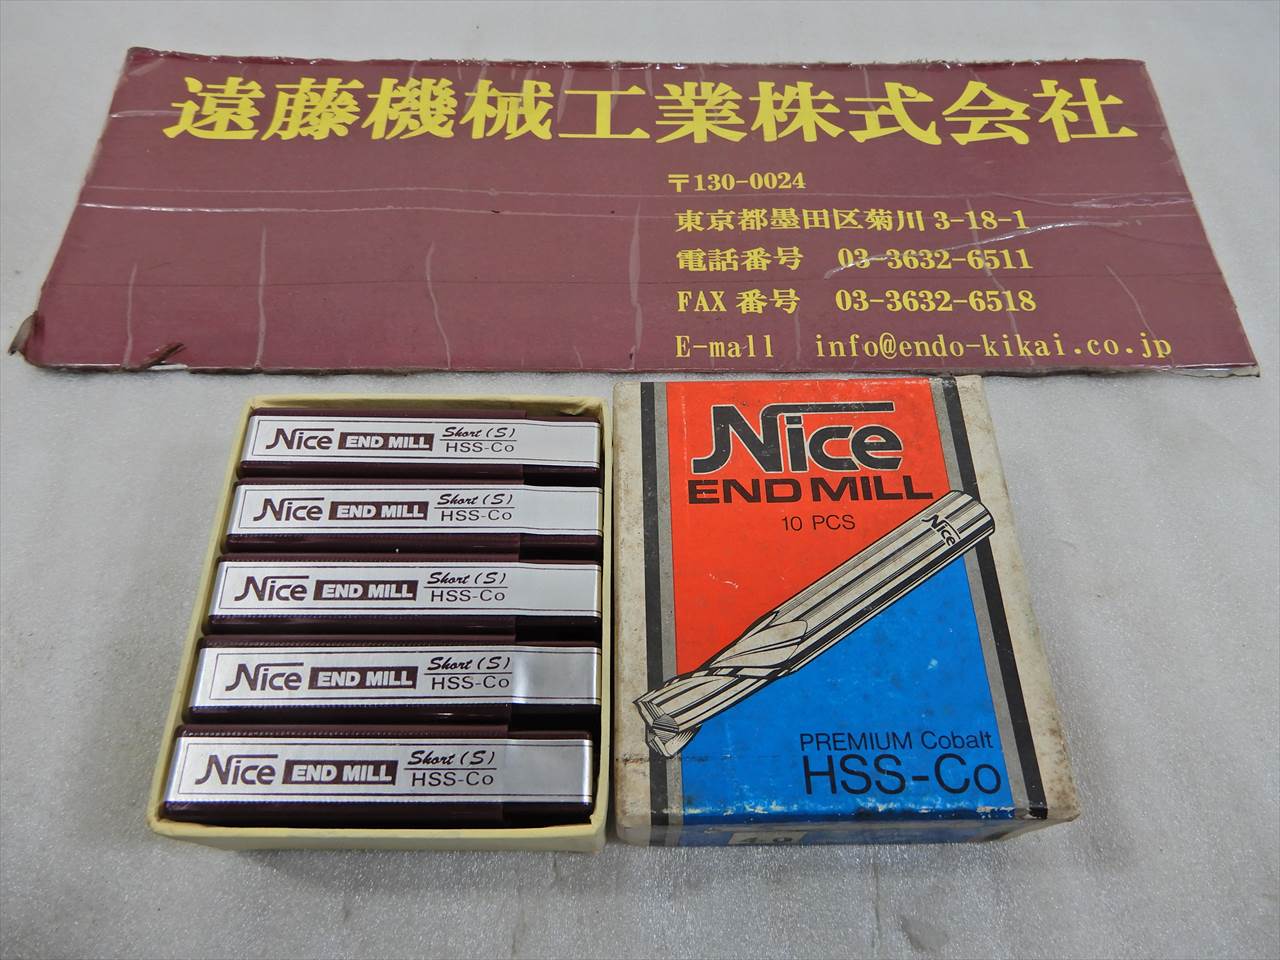 遠藤機械工業株式会社
〒130-0024
東京都墨田区菊川 3-18-1
電話番号 03-3632-6511
FAX 番号 03-3632-6518
E-mall info@endo-kikai.co.jp
Nice END MILL Short (S) HSS-Co
Nice END MILL Short (S) HSS-Co
Nice END MILL Short (S) HSS-Co
Nice END MILL Short (S) HSS-Co
Nice END MILL Short (S) HSS-Co
Nice
END MILL
10 PCS
Nice
PREMIUM Cobalt
HSS-Co